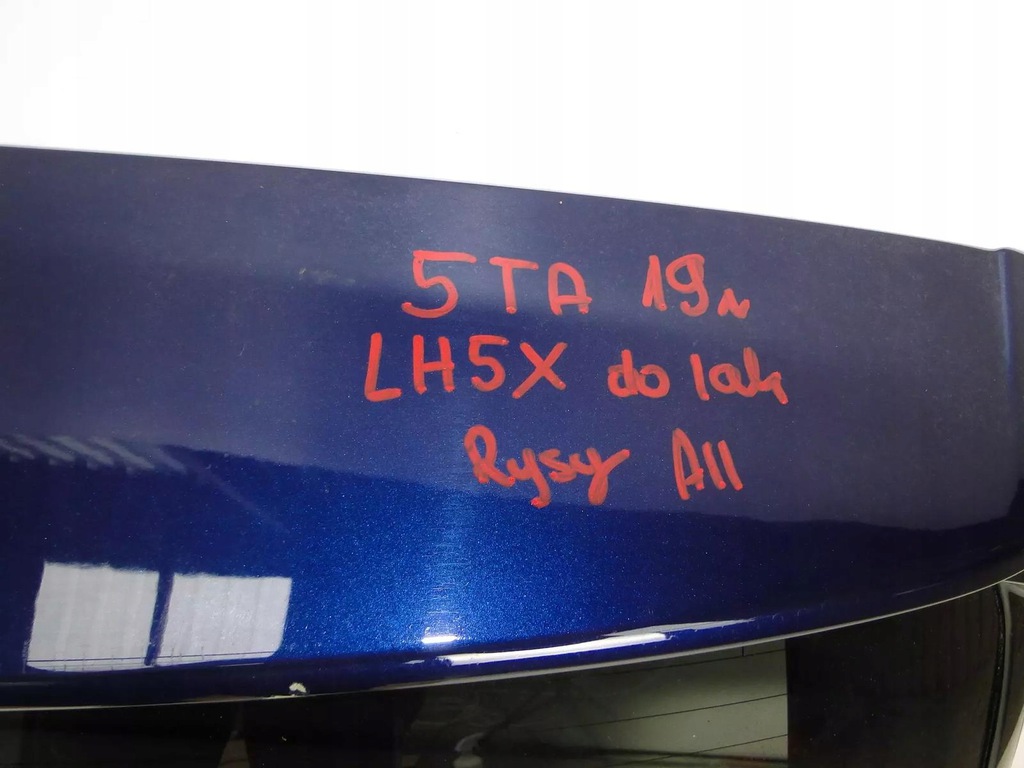 5TA 19r
LH5X do lak
Rysy All